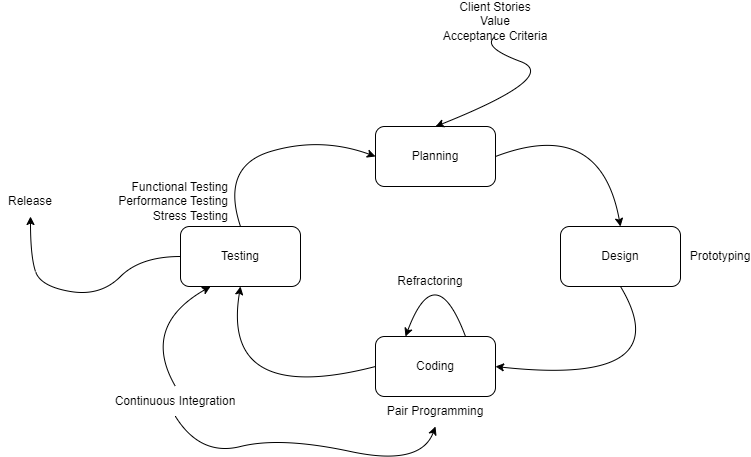 Client Stories
Value
Acceptance Criteria
Planning
Functional Testing
Performance Testing
Stress Testing
Release
Testing
Design
Prototyping
Refractoring
Coding
Continuous Integration
Pair Programming